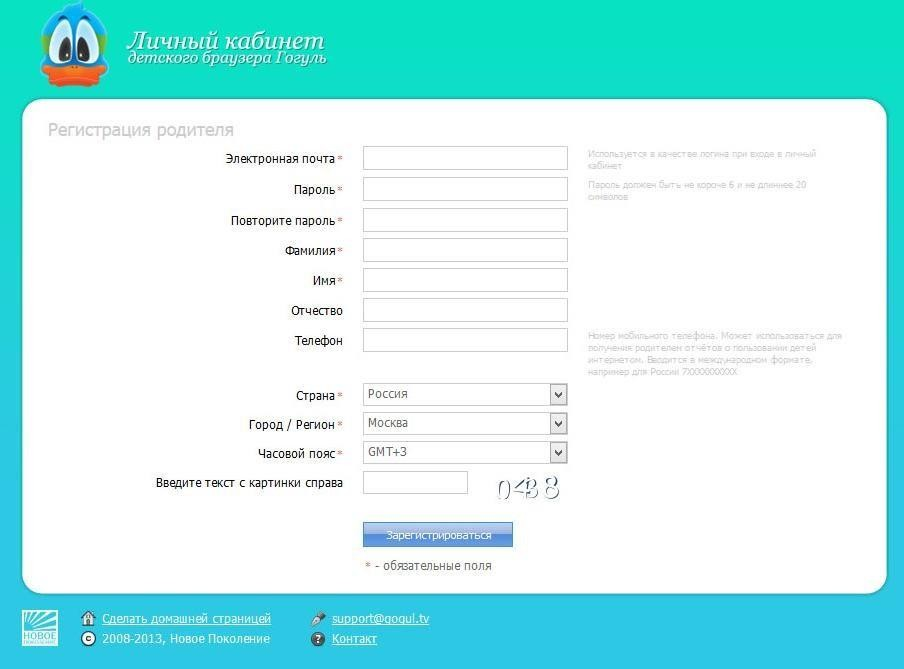 Личный кабинет
детского браузера Гогуль
Регистрация родителя
Электронная почта *
Используется в качестве логина при входе в личный
кабинет
Пароль *
Пароль должен быть не короче 6 и не длиннее 20
символов
Повторите пароль *
Фамилия *
Имя *
Отчество
Телефон
Номер мобильного телефона. Может использоваться для
получения родителем отчётов о пользовании детей
интернетом. Вводится в международном формате,
например для России 7XXXXXXXXXX
Страна * Россия
Город / Регион * Москва
Часовой пояс * GMT+3
Введите текст с картинки справа
Зарегистрироваться
* - обязательные поля
НОВОЕ
ПОКОЛЕНИЕ
Сделать домашней страницей
support@gogul.tv
2008-2013, Новое Поколение
Контакт